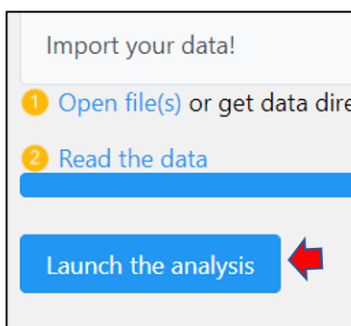 Import your data!
1 Open file(s) or get data dire
2 Read the data
Launch the analysis